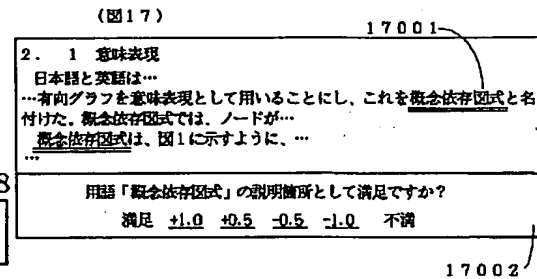 (図17)
17001
2. 1 意味表現
日本語と英語は…
…有向グラフを意味表現として用いることにし、これを概念依存図式と名
付けた。概念依存図式では、ノードが…
概念依存図式は、図1に示すように、…
…
8
用語「概念依存図式」の説明箇所として満足ですか?
満足 +1.0 +0.5 -0.5 -1.0 不満
17002